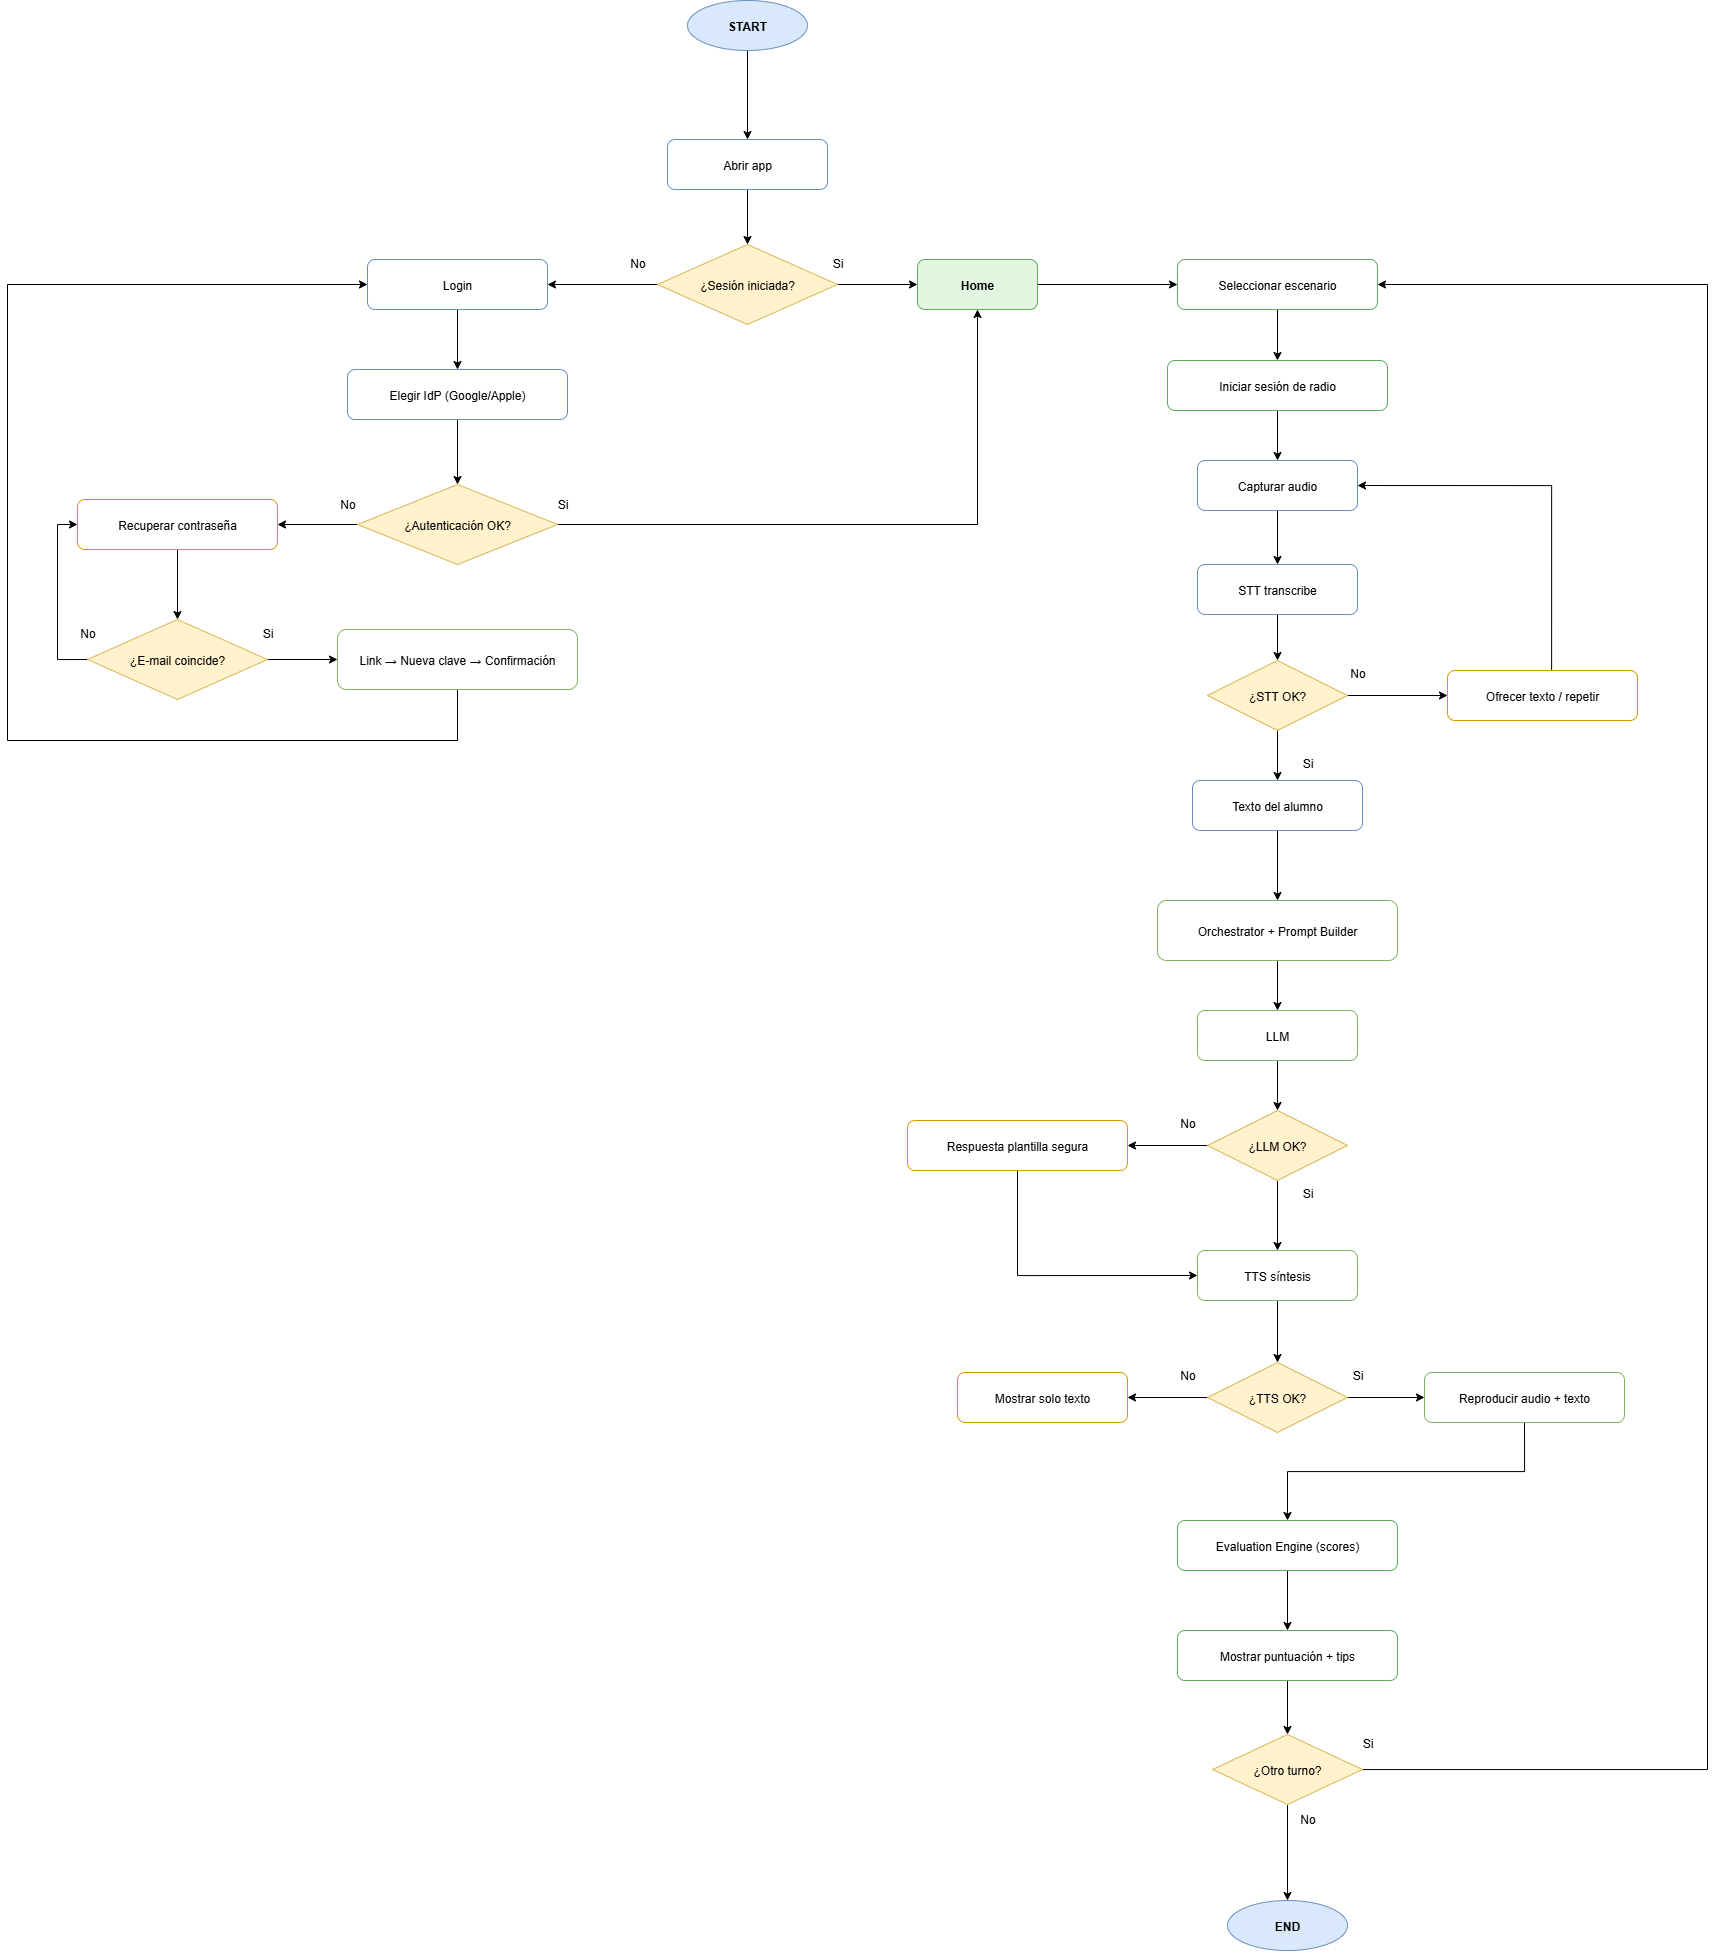 START
Abrir app
No
Si
Login
¿Sesión iniciada?
Home
Seleccionar escenario
Elegir IdP (Google/Apple)
Iniciar sesión de radio
No
Si
Recuperar contraseña
¿Autenticación OK?
Capturar audio
STT transcribe
No
Si
¿E-mail coincide?
Link → Nueva clave → Confirmación
No
¿STT OK?
Ofrecer texto / repetir
Si
Texto del alumno
Orchestrator + Prompt Builder
LLM
No
Respuesta plantilla segura
¿LLM OK?
Si
TTS síntesis
No
Si
Mostrar solo texto
¿TTS OK?
Reproducir audio + texto
Evaluation Engine (scores)
Mostrar puntuación + tips
Si
¿Otro turno?
No
END